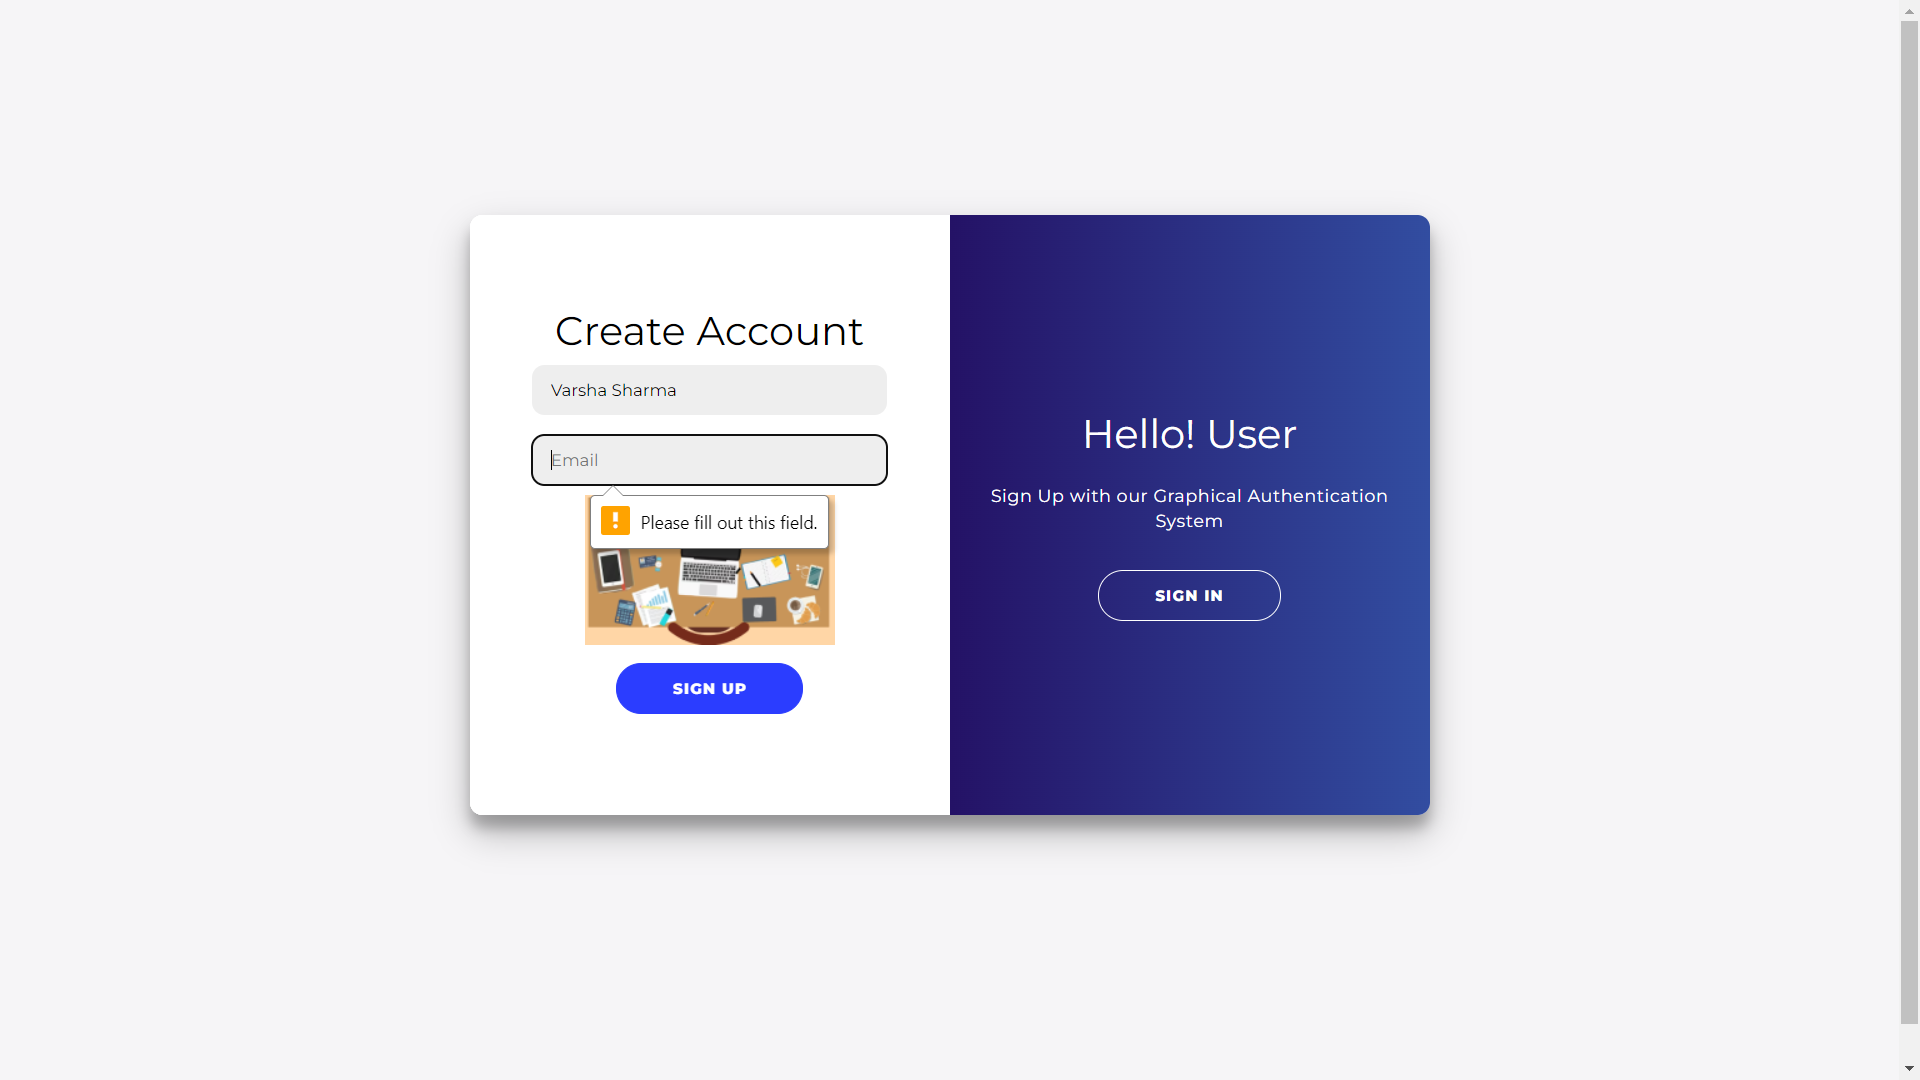 Create Account
Varsha Sharma
Email
Please fill out this field.
SIGN UP
Hello! User
Sign Up with our Graphical Authentication
System
SIGN IN